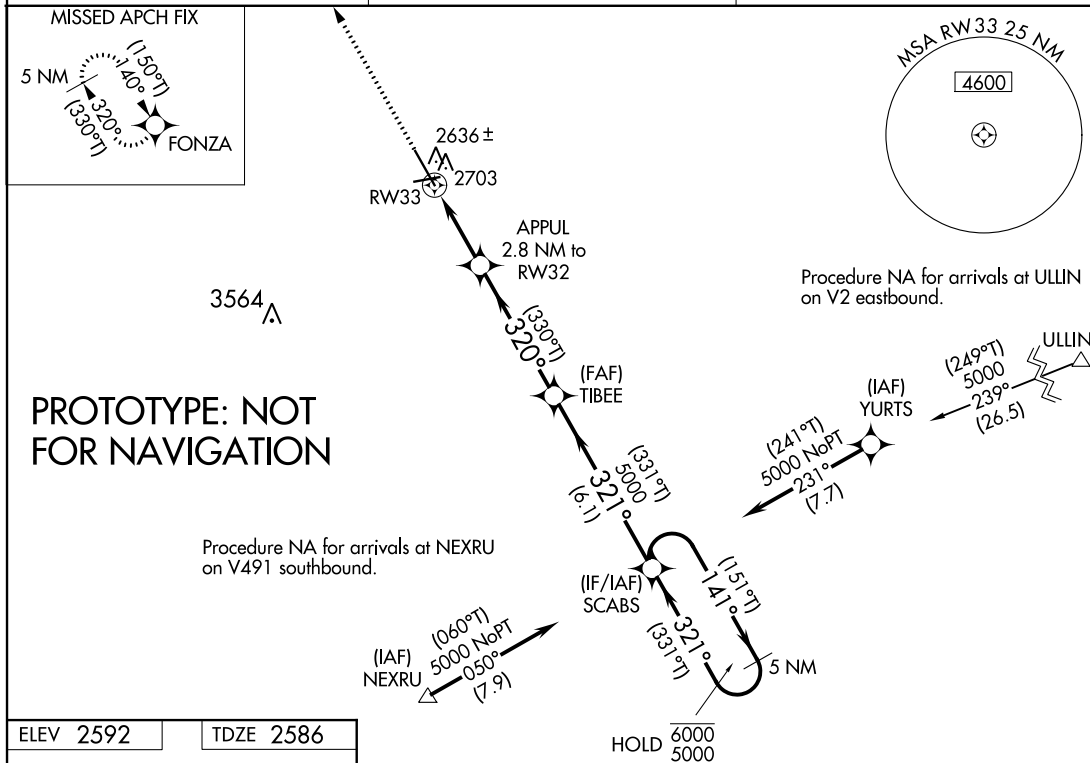 MISSED APCH FIX
5 NM
(150°T)
140°
320°
(330°T)
FONZA
MSA RW33 25 NM
4600
2636 ±
2703
RW33
APPUL
2.8 NM to
RW32
3564
Procedure NA for arrivals at ULLIN
on V2 eastbound.
(330°T)
320°
ULLIN
(249°T)
5000
239°
(26.5)
(FAF)
TIBEE
(IAF)
YURTS
PROTOTYPE: NOT
FOR NAVIGATION
(241°T)
5000 NoPT
231°
(7.7)
(331°T)
5000
321°
(6.1)
Procedure NA for arrivals at NEXRU
on V491 southbound.
(IF/IAF)
SCABS
(151°T)
141°
321°
(331°T)
5 NM
(060°T)
5000 NoPT
050°
(7.9)
(IAF)
NEXRU
HOLD 6000
5000
ELEV 2592
TDZE 2586